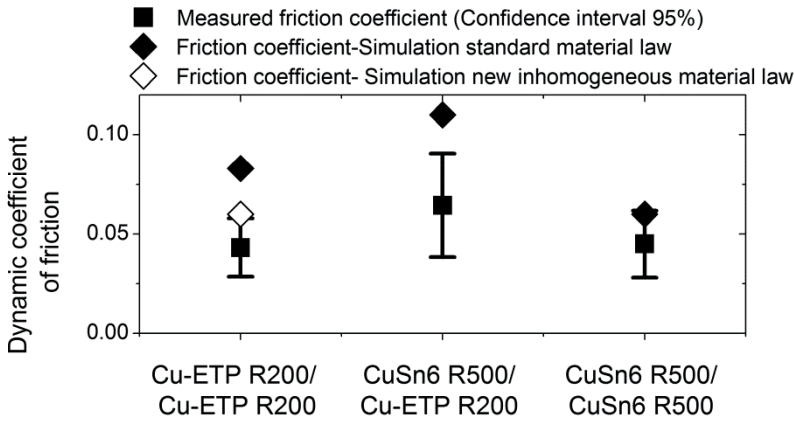 Measured friction coefficient (Confidence interval 95%)
Friction coefficient-Simulation standard material law
Friction coefficient- Simulation new inhomogeneous material law
Dynamic coefficient
of friction
0.10
0.05
0.00
Cu-ETP R200/
Cu-ETP R200
CuSn6 R500/
Cu-ETP R200
CuSn6 R500/
CuSn6 R500